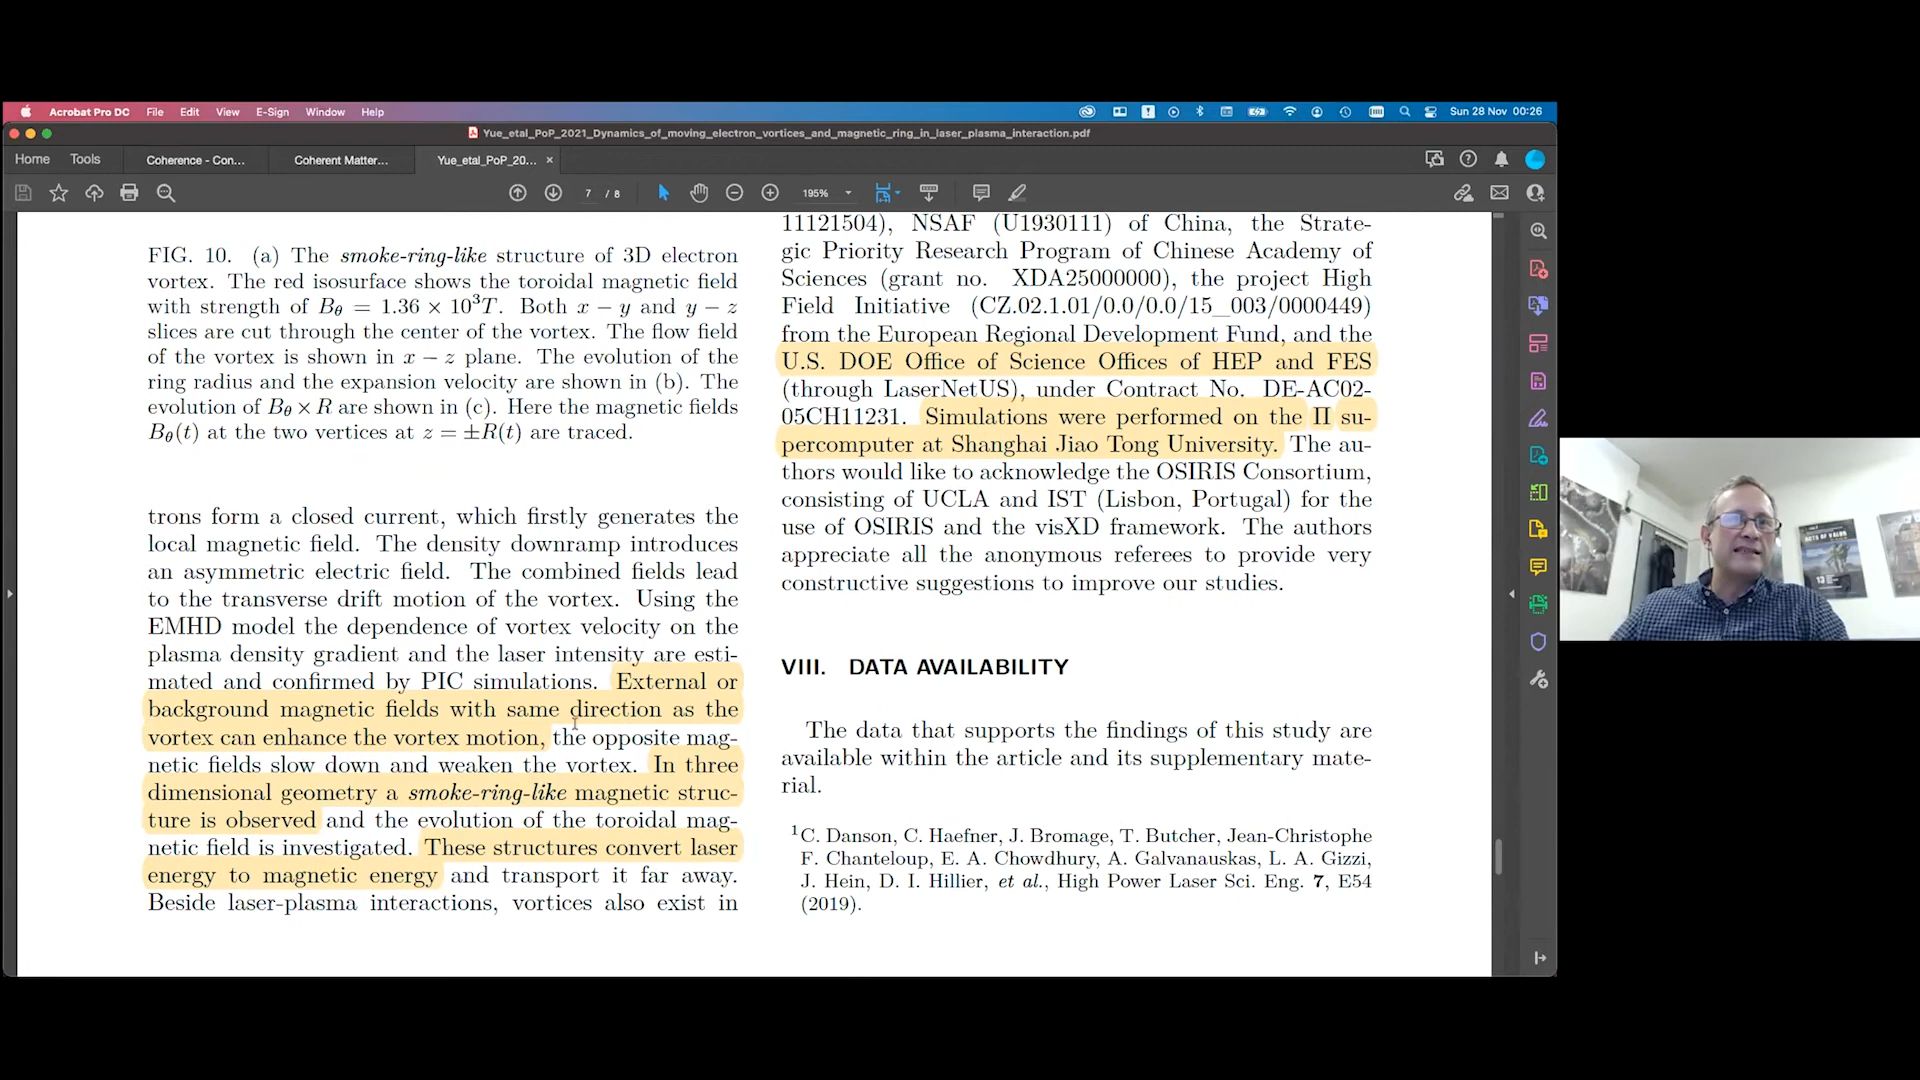 Acrobat Pro DC File Edit View E-Sign Window Help Sun 28 Nov 00:26
Yue_etal_PoP_2021_Dynamics_of_moving_electron_vortices_and_magnetic_ring_in_laser_plasma_interaction.pdf
Home Tools Coherence - Con... Coherent Matter... Yue_etal_PoP_20... ×
7 / 8 195%
FIG. 10. (a) The smoke-ring-like structure of 3D electron
vortex. The red isosurface shows the toroidal magnetic field
with strength of Bθ = 1.36 × 10³T. Both x − y and y − z
slices are cut through the center of the vortex. The flow field
of the vortex is shown in x − z plane. The evolution of the
ring radius and the expansion velocity are shown in (b). The
evolution of Bθ × R are shown in (c). Here the magnetic fields
Bθ(t) at the two vertices at z = ±R(t) are traced.
trons form a closed current, which firstly generates the
local magnetic field. The density downramp introduces
an asymmetric electric field. The combined fields lead
to the transverse drift motion of the vortex. Using the
EMHD model the dependence of vortex velocity on the
plasma density gradient and the laser intensity are esti-
mated and confirmed by PIC simulations. External or
background magnetic fields with same direction as the
vortex can enhance the vortex motion, the opposite mag-
netic fields slow down and weaken the vortex. In three
dimensional geometry a smoke-ring-like magnetic struc-
ture is observed and the evolution of the toroidal mag-
netic field is investigated. These structures convert laser
energy to magnetic energy and transport it far away.
Beside laser-plasma interactions, vortices also exist in
11121504), NSAF (U1930111) of China, the Strate-
gic Priority Research Program of Chinese Academy of
Sciences (grant no. XDA25000000), the project High
Field Initiative (CZ.02.1.01/0.0/0.0/15_003/0000449)
from the European Regional Development Fund, and the
U.S. DOE Office of Science Offices of HEP and FES
(through LaserNetUS), under Contract No. DE-AC02-
05CH11231. Simulations were performed on the Π su-
percomputer at Shanghai Jiao Tong University. The au-
thors would like to acknowledge the OSIRIS Consortium,
consisting of UCLA and IST (Lisbon, Portugal) for the
use of OSIRIS and the visXD framework. The authors
appreciate all the anonymous referees to provide very
constructive suggestions to improve our studies.
VIII. DATA AVAILABILITY
The data that supports the findings of this study are
available within the article and its supplementary mate-
rial.
¹C. Danson, C. Haefner, J. Bromage, T. Butcher, Jean-Christophe
F. Chanteloup, E. A. Chowdhury, A. Galvanauskas, L. A. Gizzi,
J. Hein, D. I. Hillier, et al., High Power Laser Sci. Eng. 7, E54
(2019).
ACTS OF VALOR
13